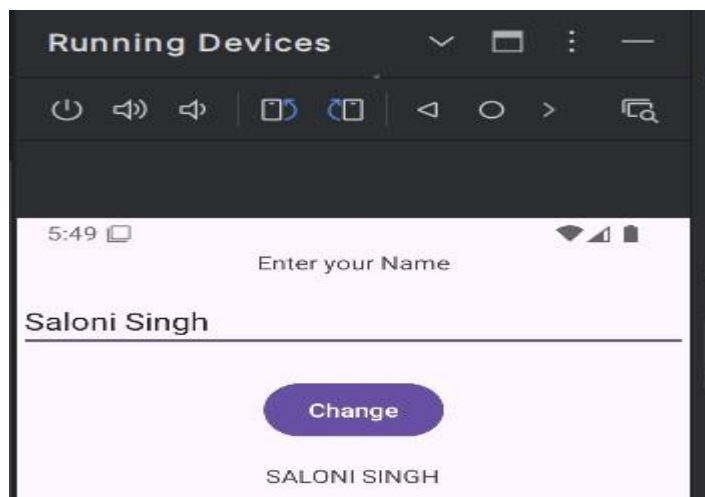 Running Devices
5:49
Enter your Name
Saloni Singh
Change
SALONI SINGH